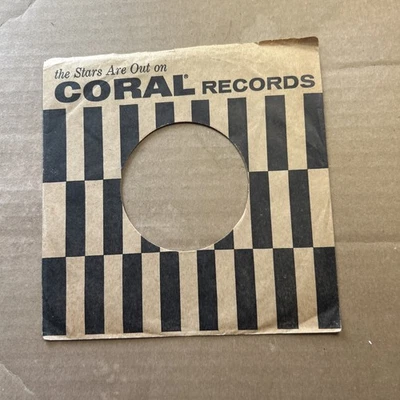 the Stars Are Out on
CORAL® RECORDS